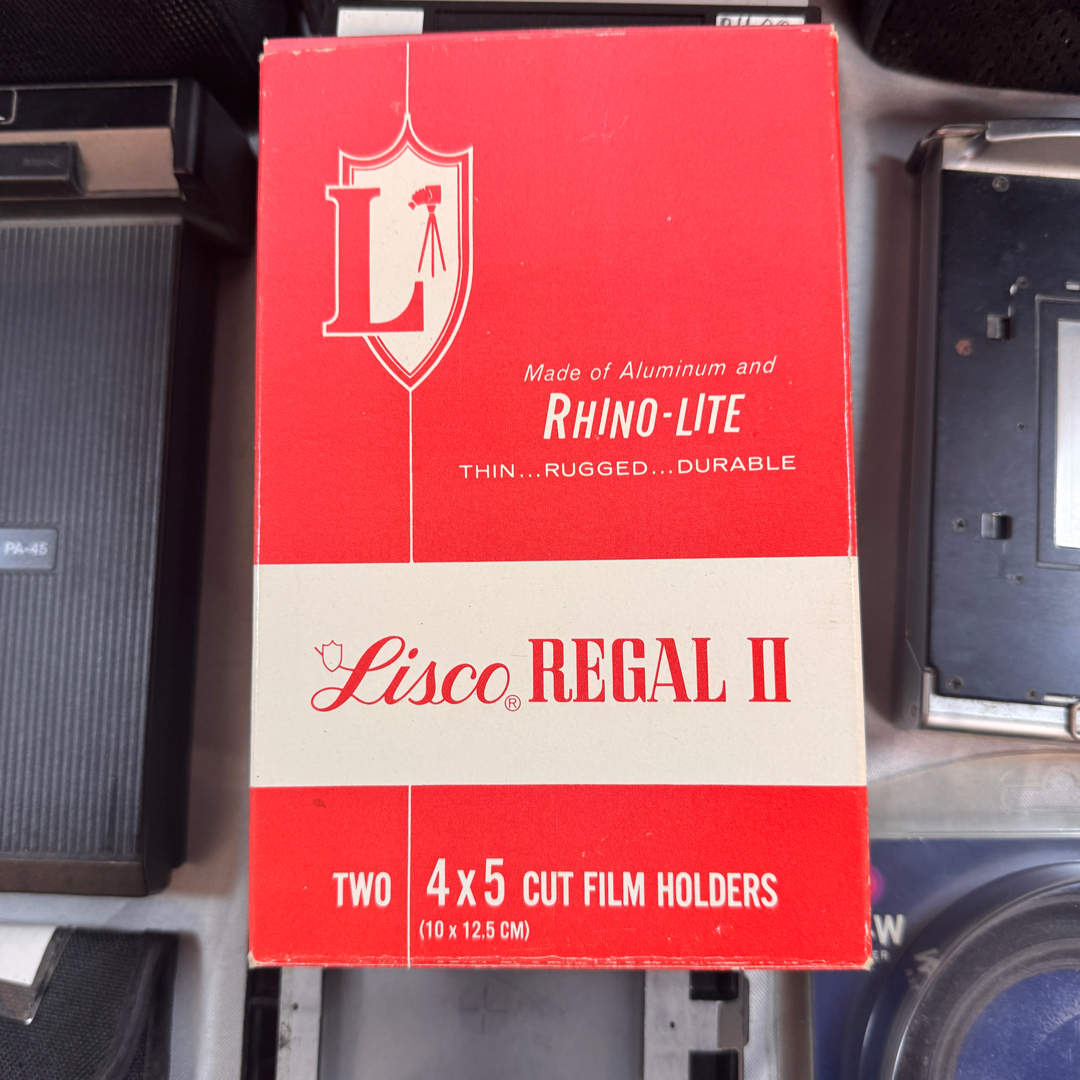 L
Made of Aluminum and
RHINO-LITE
THIN...RUGGED...DURABLE
PA-45
Lisco® REGAL II
TWO 4x5 CUT FILM HOLDERS
(10 x 12.5 CM)